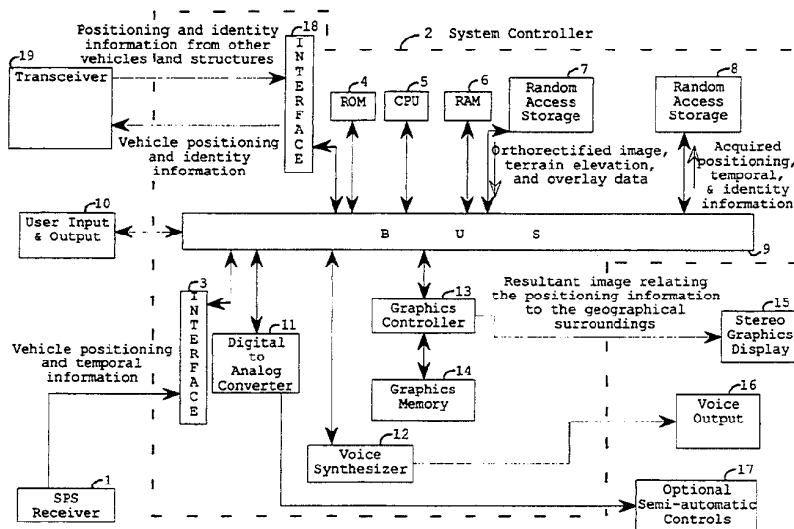 2 System Controller
18
INTERFACE
Positioning and identity
information from other
vehicles land structures
19
Transceiver
Vehicle positioning
and identity
information
4
ROM
5
CPU
6
RAM
7
Random
Access
Storage
8
Random
Access
Storage
Orthorectified image,
terrain elevation,
and overlay data
Acquired
positioning,
temporal,
& identity
information
10
User Input
& Output
B U S
9
3
INTERFACE
Vehicle positioning
and temporal
information
11
Digital
to
Analog
Converter
13
Graphics
Controller
14
Graphics
Memory
Resultant image relating
the positioning information
to the geographical
surroundings
15
Stereo
Graphics
Display
16
Voice
Output
12
Voice
Synthesizer
1
SPS
Receiver
17
Optional
Semi-automatic
Controls